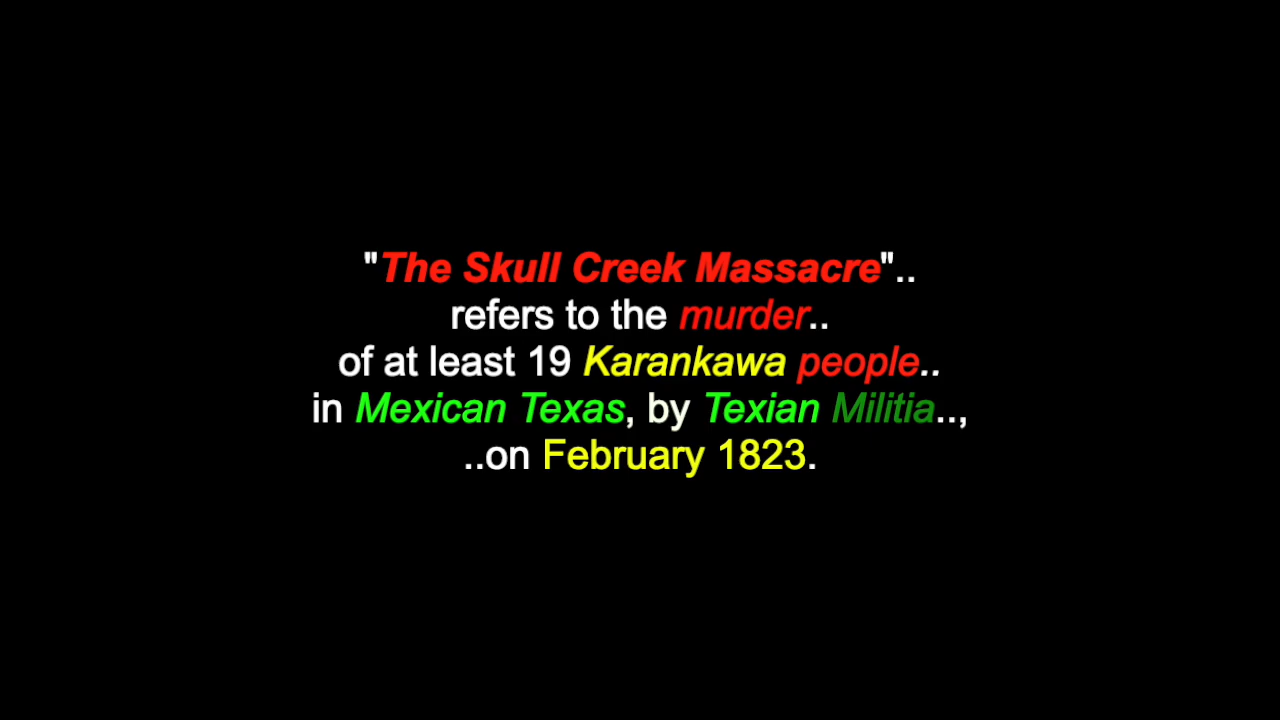 "The Skull Creek Massacre"..
refers to the murder..
of at least 19 Karankawa people..
in Mexican Texas, by Texian Militia..,
..on February 1823.